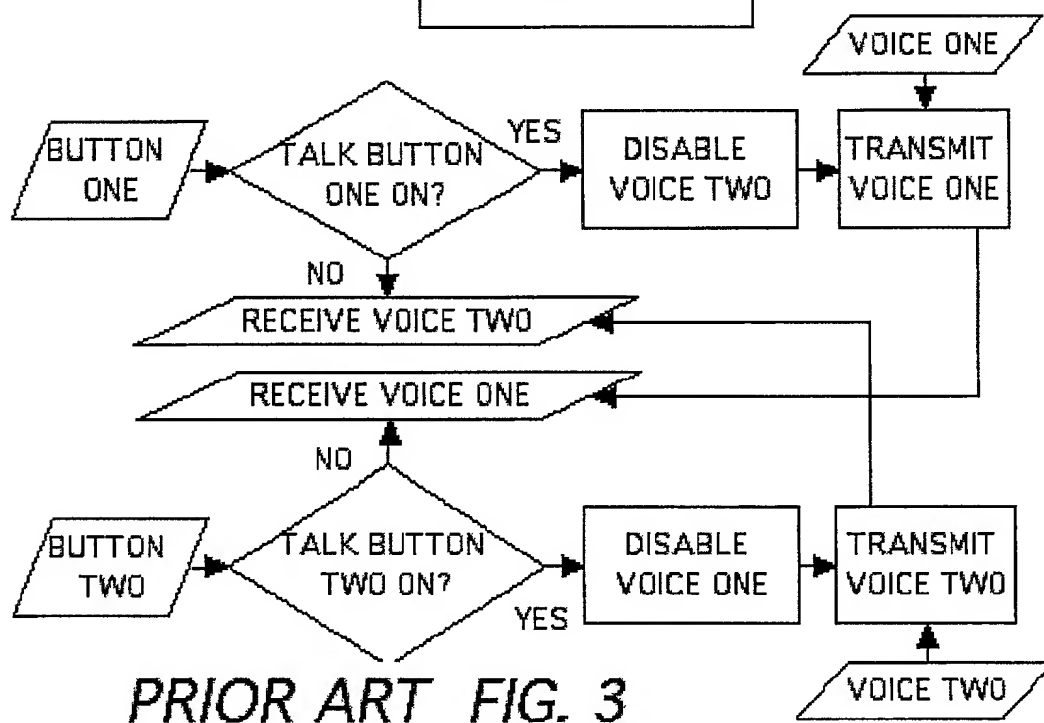 VOICE ONE
BUTTON
ONE
TALK BUTTON
ONE ON?
YES
DISABLE
VOICE TWO
TRANSMIT
VOICE ONE
NO
RECEIVE VOICE TWO
RECEIVE VOICE ONE
NO
BUTTON
TWO
TALK BUTTON
TWO ON?
YES
DISABLE
VOICE ONE
TRANSMIT
VOICE TWO
VOICE TWO
PRIOR ART FIG. 3